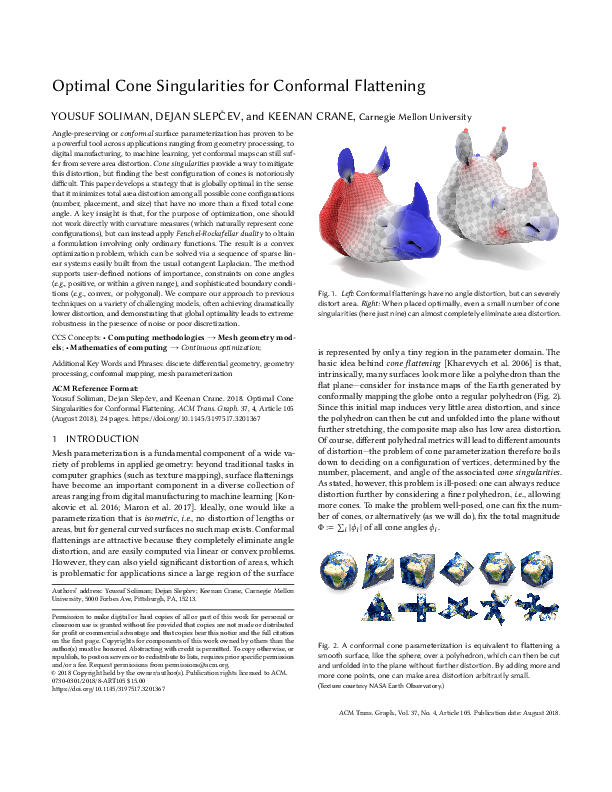 Optimal Cone Singularities for Conformal Flattening
YOUSUF SOLIMAN, DEJAN SLEPČEV, and KEENAN CRANE, Carnegie Mellon University
Angle-preserving or conformal surface parameterization has proven to be
a powerful tool across applications ranging from geometry processing, to
digital manufacturing, to machine learning, yet conformal maps can still suf-
fer from severe area distortion. Cone singularities provide a way to mitigate
this distortion, but finding the best configuration of cones is notoriously
difficult. This paper develops a strategy that is globally optimal in the sense
that it minimizes total area distortion among all possible cone configurations
(number, placement, and size) that have no more than a fixed total cone
angle. A key insight is that, for the purpose of optimization, one should
not work directly with curvature measures (which naturally represent cone
configurations), but can instead apply Fenchel-Rockafellar duality to obtain
a formulation involving only ordinary functions. The result is a convex
optimization problem, which can be solved via a sequence of sparse lin-
ear systems easily built from the usual cotangent Laplacian. The method
supports user-defined notions of importance, constraints on cone angles
(e.g., positive, or within a given range), and sophisticated boundary condi-
tions (e.g., convex, or polygonal). We compare our approach to previous
techniques on a variety of challenging models, often achieving dramatically
lower distortion, and demonstrating that global optimality leads to extreme
robustness in the presence of noise or poor discretization.
CCS Concepts: • Computing methodologies → Mesh geometry mod-
els; • Mathematics of computing → Continuous optimization;
Additional Key Words and Phrases: discrete differential geometry, geometry
processing, conformal mapping, mesh parameterization
ACM Reference Format:
Yousuf Soliman, Dejan Slepčev, and Keenan Crane. 2018. Optimal Cone
Singularities for Conformal Flattening. ACM Trans. Graph. 37, 4, Article 105
(August 2018), 24 pages. https://doi.org/10.1145/3197517.3201367
1 INTRODUCTION
Mesh parameterization is a fundamental component of a wide va-
riety of problems in applied geometry: beyond traditional tasks in
computer graphics (such as texture mapping), surface flattenings
have become an important component in a diverse collection of
areas ranging from digital manufacturing to machine learning [Kon-
akovic et al. 2016; Maron et al. 2017]. Ideally, one would like a
parameterization that is isometric, i.e., no distortion of lengths or
areas, but for general curved surfaces no such map exists. Conformal
flattenings are attractive because they completely eliminate angle
distortion, and are easily computed via linear or convex problems.
However, they can also yield significant distortion of areas, which
is problematic for applications since a large region of the surface
Authors' address: Yousuf Soliman; Dejan Slepčev; Keenan Crane, Carnegie Mellon
University, 5000 Forbes Ave, Pittsburgh, PA, 15213.
Permission to make digital or hard copies of all or part of this work for personal or
classroom use is granted without fee provided that copies are not made or distributed
for profit or commercial advantage and that copies bear this notice and the full citation
on the first page. Copyrights for components of this work owned by others than the
author(s) must be honored. Abstracting with credit is permitted. To copy otherwise, or
republish, to post on servers or to redistribute to lists, requires prior specific permission
and/or a fee. Request permissions from permissions@acm.org.
© 2018 Copyright held by the owner/author(s). Publication rights licensed to ACM.
0730-0301/2018/8-ART105 $15.00
https://doi.org/10.1145/3197517.3201367
Fig. 1. Left: Conformal flattenings have no angle distortion, but can severely
distort area. Right: When placed optimally, even a small number of cone
singularities (here just nine) can almost completely eliminate area distortion.
is represented by only a tiny region in the parameter domain. The
basic idea behind cone flattening [Kharevych et al. 2006] is that,
intrinsically, many surfaces look more like a polyhedron than the
flat plane—consider for instance maps of the Earth generated by
conformally mapping the globe onto a regular polyhedron (Fig. 2).
Since this initial map induces very little area distortion, and since
the polyhedron can then be cut and unfolded into the plane without
further stretching, the composite map also has low area distortion.
Of course, different polyhedral metrics will lead to different amounts
of distortion—the problem of cone parameterization therefore boils
down to deciding on a configuration of vertices, determined by the
number, placement, and angle of the associated cone singularities.
As stated, however, this problem is ill-posed: one can always reduce
distortion further by considering a finer polyhedron, i.e., allowing
more cones. To make the problem well-posed, one can fix the num-
ber of cones, or alternatively (as we will do), fix the total magnitude
Φ := ∑ᵢ |ϕᵢ| of all cone angles ϕᵢ.
Fig. 2. A conformal cone parameterization is equivalent to flattening a
smooth surface, like the sphere, over a polyhedron, which can then be cut
and unfolded into the plane without further distortion. By adding more and
more cone points, one can make area distortion arbitrarily small.
(Texture courtesy NASA Earth Observatory.)
ACM Trans. Graph., Vol. 37, No. 4, Article 105. Publication date: August 2018.